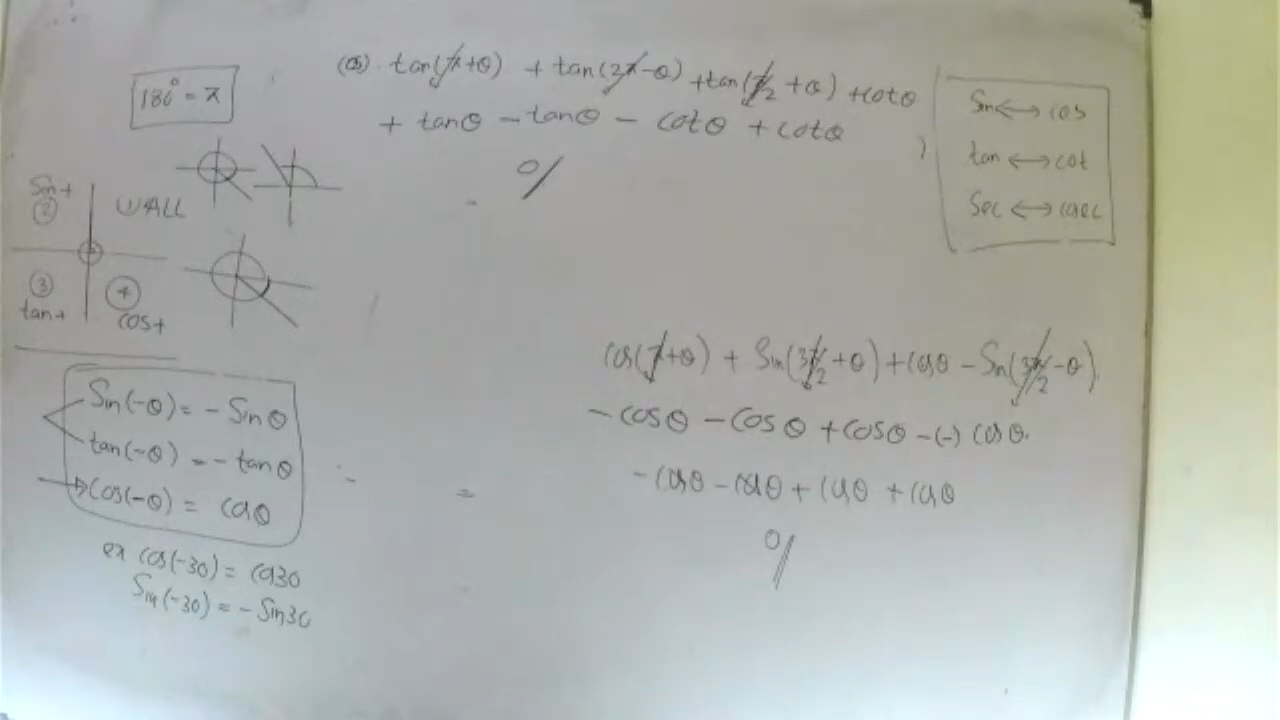 (Q3). tan(π+θ) + tan(2π-θ) + tan(π/2 + θ) + cotθ
+ tanθ - tanθ - cotθ + cotθ
0//
180° = π
Sin ↔ cos
tan ↔ cot
Sec ↔ cosec
Sin+
②
WALL
③
tan+
④
cos+
Sin(-θ) = - Sinθ
tan(-θ) = - tanθ
→ cos(-θ) = cosθ
ex cos(-30) = cos30
Sin(-30) = - Sin30
cos(π+θ) + Sin(3π/2 + θ) + cosθ - Sin(3π/2 - θ).
- cosθ - cosθ + cosθ - (-) cosθ.
= - cosθ - cosθ + cosθ + cosθ
0//